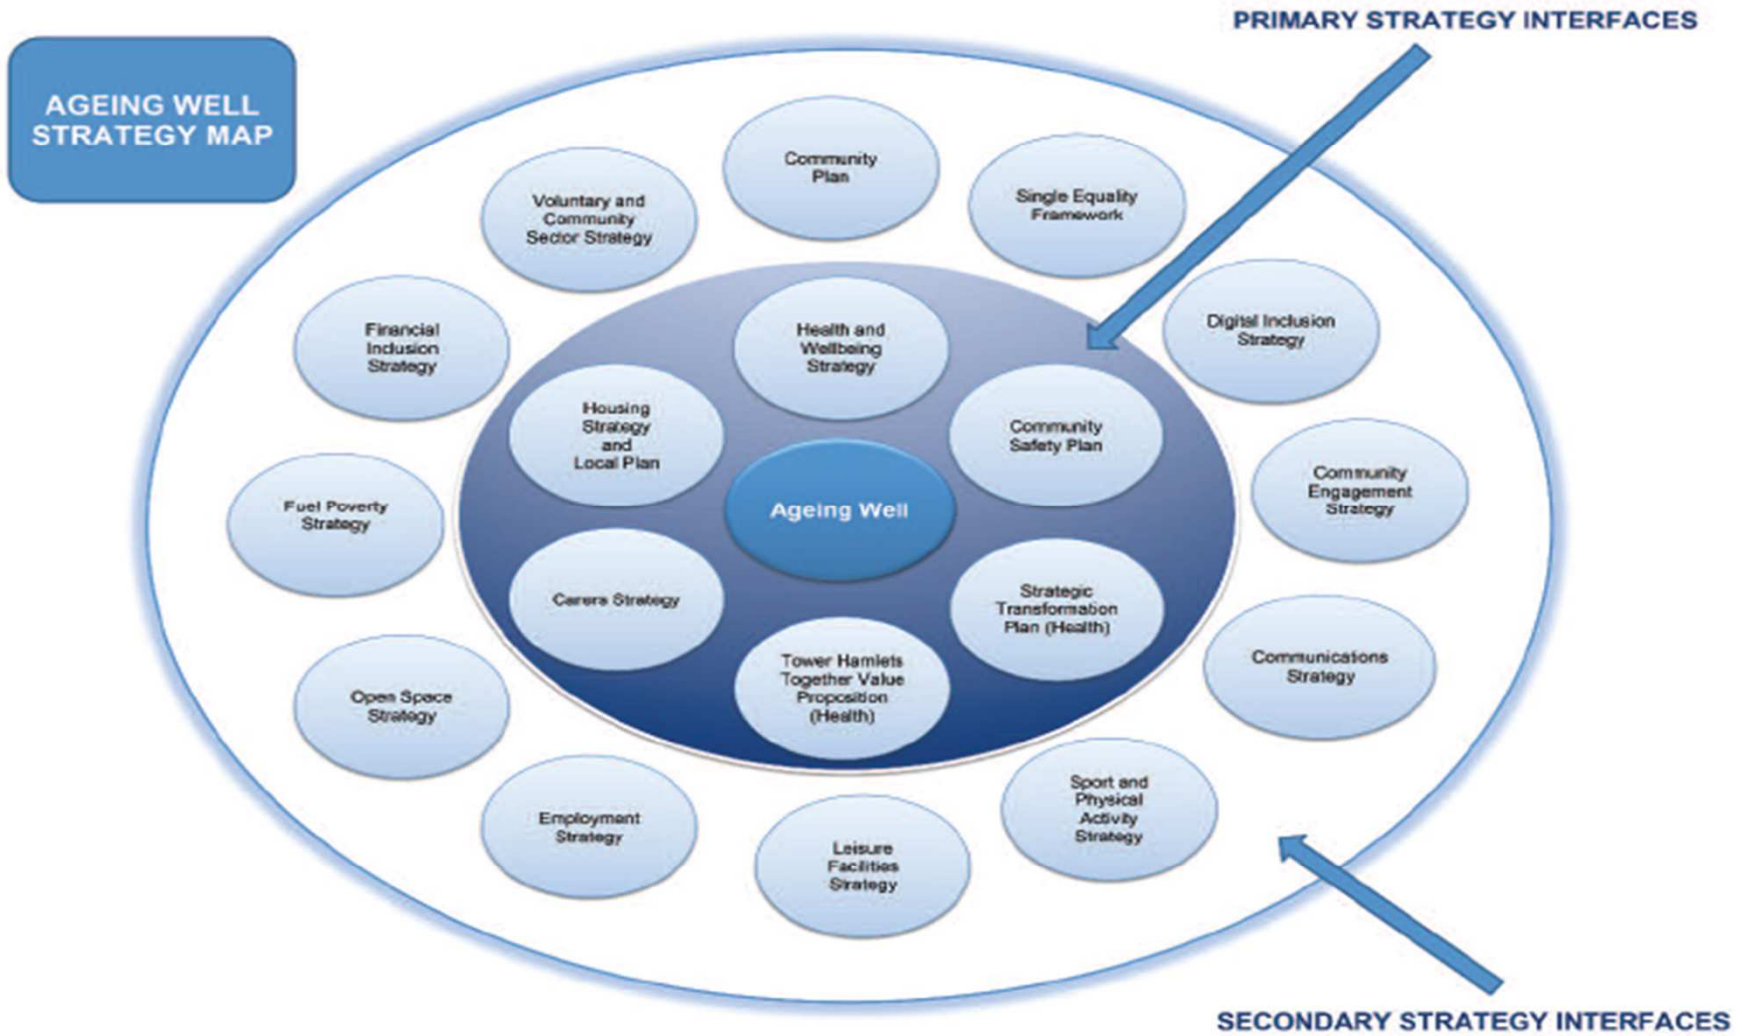 PRIMARY STRATEGY INTERFACES
AGEING WELL
STRATEGY MAP
Community
Plan
Voluntary and
Community
Sector Strategy
Single Equality
Framework
Financial
Inclusion
Strategy
Health and
Wellbeing
Strategy
Digital Inclusion
Strategy
Housing
Strategy
and
Local Plan
Community
Safety Plan
Fuel Poverty
Strategy
Ageing Well
Community
Engagement
Strategy
Carers Strategy
Strategic
Transformation
Plan (Health)
Open Space
Strategy
Tower Hamlets
Together Value
Proposition
(Health)
Communications
Strategy
Employment
Strategy
Leisure
Facilities
Strategy
Sport and
Physical
Activity
Strategy
SECONDARY STRATEGY INTERFACES